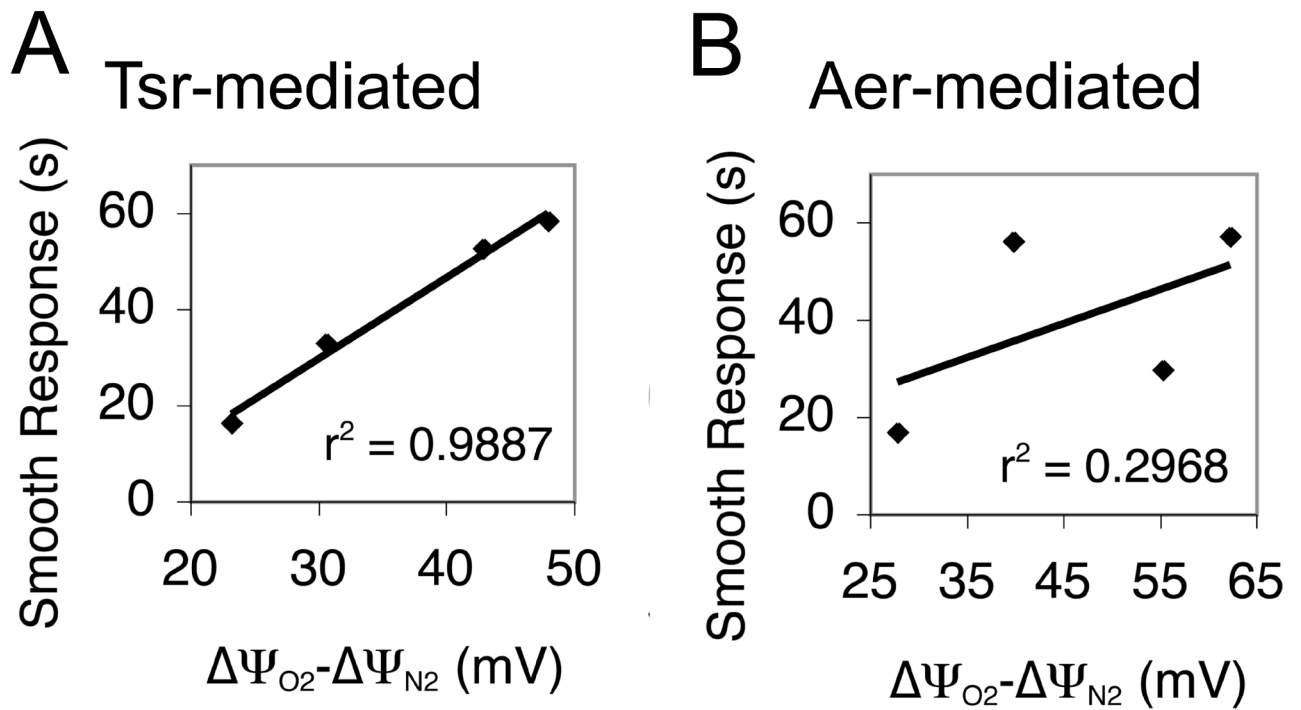 A
Tsr-mediated
Smooth Response (s)
60
40
20
0
r² = 0.9887
20 30 40 50
ΔΨO2-ΔΨN2 (mV)
B
Aer-mediated
Smooth Response (s)
60
40
20
0
r² = 0.2968
25 35 45 55 65
ΔΨO2-ΔΨN2 (mV)